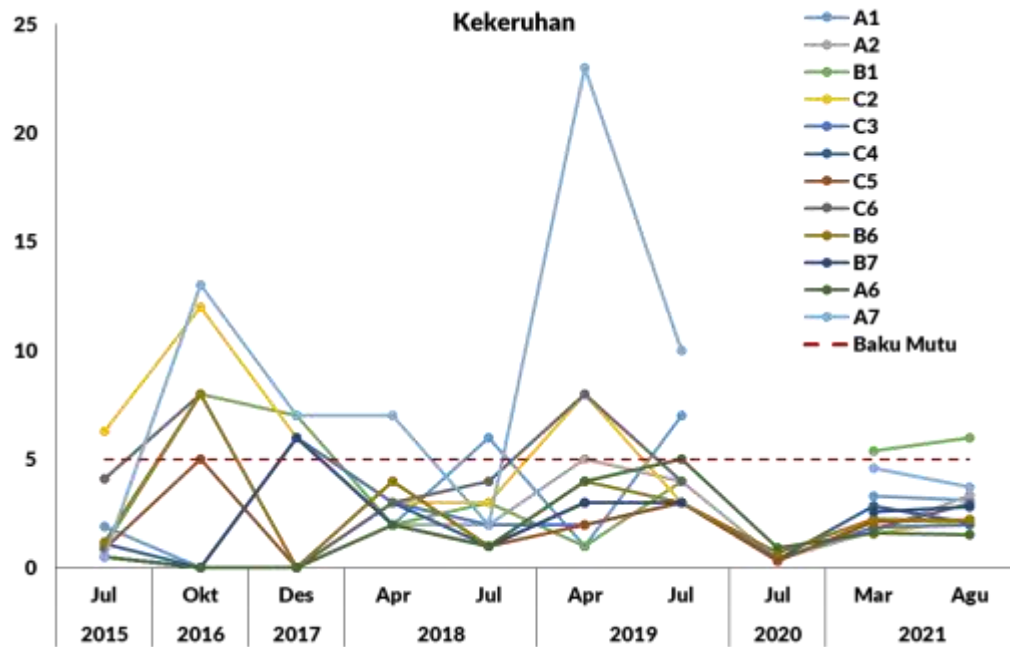 Kekeruhan
25
20
15
10
5
0
A1
A2
B1
C2
C3
C4
C5
C6
B6
B7
A6
A7
Baku Mutu
Jul Okt Des Apr Jul Apr Jul Jul Mar Agu
2015 2016 2017 2018 2019 2020 2021